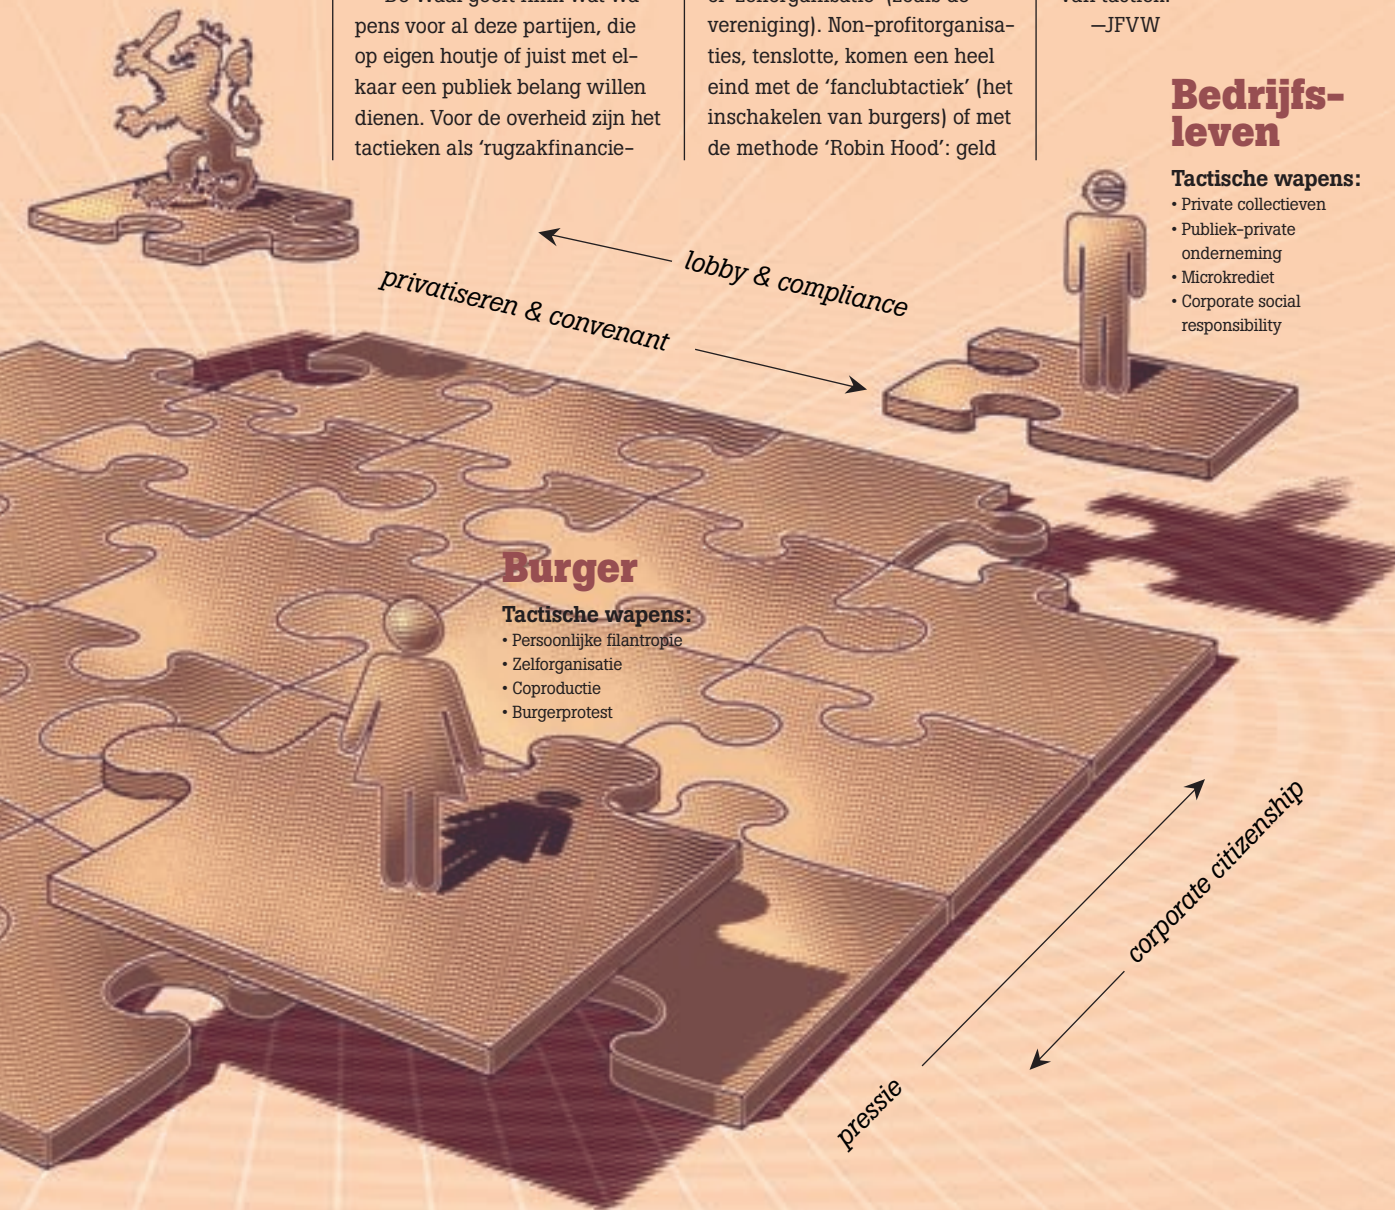 pens voor al deze partijen, die
op eigen houtje of juist met el-
kaar een publiek belang willen
dienen. Voor de overheid zijn het
tactieken als ‘rugzakfinancie-
vereniging). Non-profitorganisa-
ties, tenslotte, komen een heel
eind met de ‘fanclubtactiek’ (het
inschakelen van burgers) of met
de methode ‘Robin Hood’: geld
—JFVW
Bedrijfs-
leven
Tactische wapens:
• Private collectieven
• Publiek-private
onderneming
• Microkrediet
• Corporate social
responsibility
lobby & compliance
privatiseren & convenant
Burger
Tactische wapens:
• Persoonlijke filantropie
• Zelforganisatie
• Coproductie
• Burgerprotest
corporate citizenship
pressie